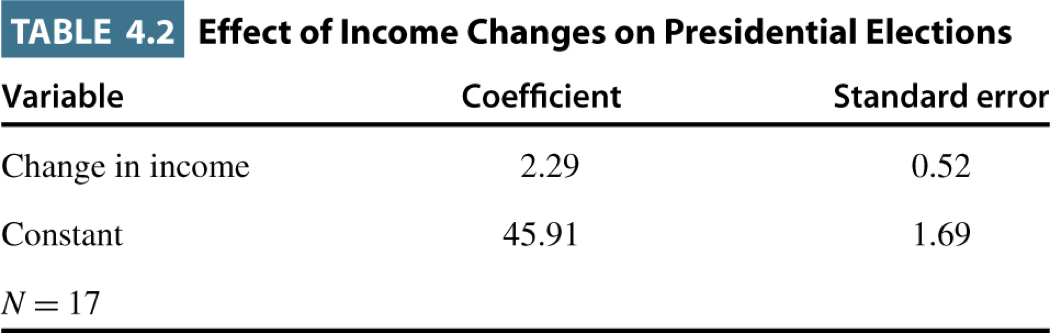 TABLE 4.2 Effect of Income Changes on Presidential Elections
Variable Coefficient Standard error
Change in income 2.29 0.52
Constant 45.91 1.69
N = 17